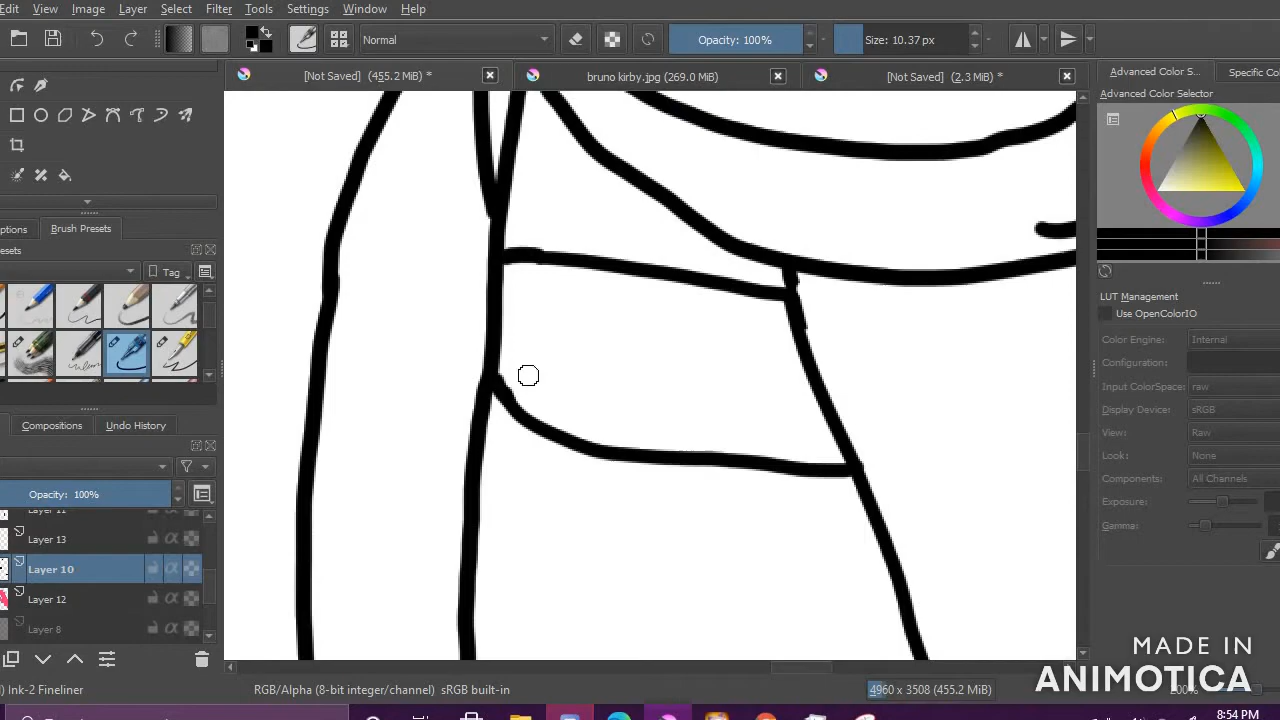 Edit View Image Layer Select Filter Tools Settings Window Help
Normal Opacity: 100% Size: 10.37 px
[Not Saved] (455.2 MiB) * bruno kirby.jpg (269.0 MiB) [Not Saved] (2.3 MiB) * Advanced Color S... Specific Co
Advanced Color Selector
ptions Brush Presets
esets
Tag
LUT Management
Use OpenColorIO
Color Engine: Internal
Configuration:
Input ColorSpace: raw
Display Device: sRGB
View: Raw
Look: None
Components: All Channels
Exposure:
Gamma:
Compositions Undo History
Opacity: 100%
Layer 11
Layer 13
Layer 10
Layer 12
Layer 8
MADE IN
ANIMOTICA
) Ink-2 Fineliner RGB/Alpha (8-bit integer/channel) sRGB built-in 4960 x 3508 (455.2 MiB) 200%
8:54 PM